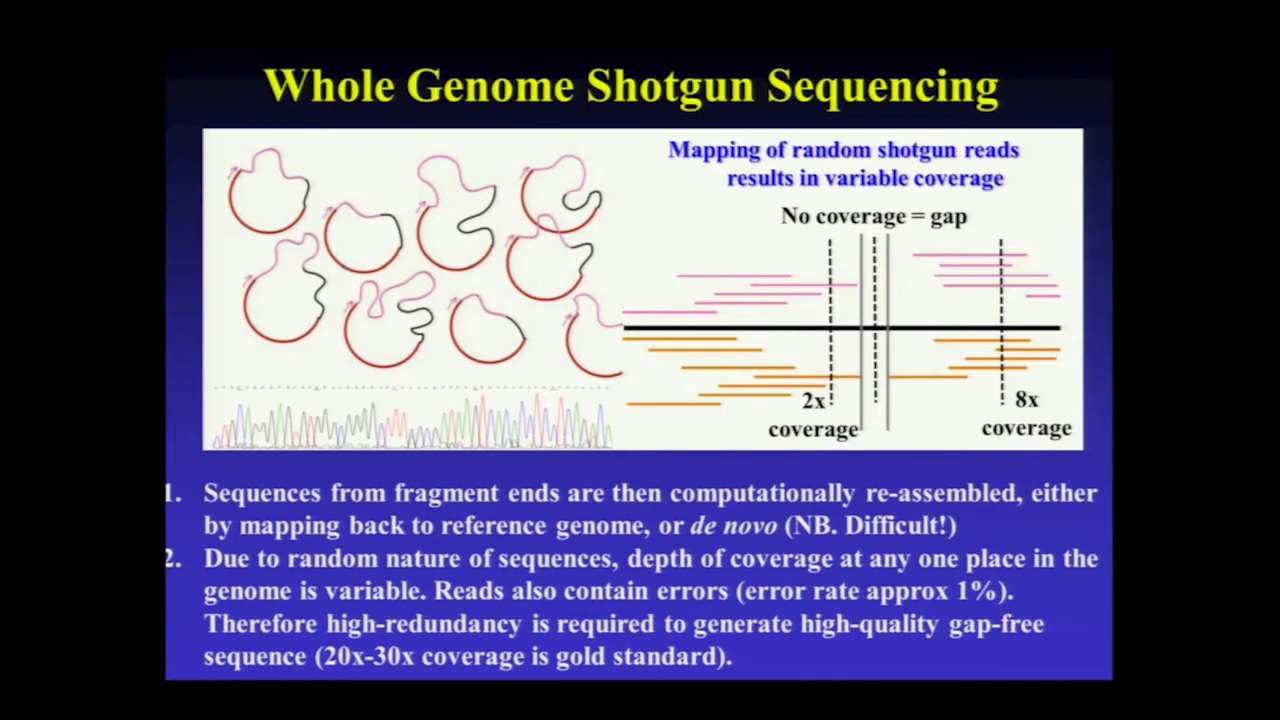 Whole Genome Shotgun Sequencing
Mapping of random shotgun reads
results in variable coverage
No coverage = gap
2x
coverage
8x
coverage
1. Sequences from fragment ends are then computationally re-assembled, either
by mapping back to reference genome, or de novo (NB. Difficult!)
2. Due to random nature of sequences, depth of coverage at any one place in the
genome is variable. Reads also contain errors (error rate approx 1%).
Therefore high-redundancy is required to generate high-quality gap-free
sequence (20x-30x coverage is gold standard).